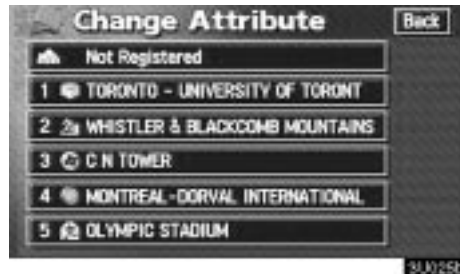 Change Attribute Back
Not Registered
1 TORONTO - UNIVERSITY OF TORONT
2 WHISTLER & BLACKCOMB MOUNTAINS
3 C N TOWER
4 MONTREAL-DORVAL INTERNATIONAL
5 OLYMPIC STADIUM